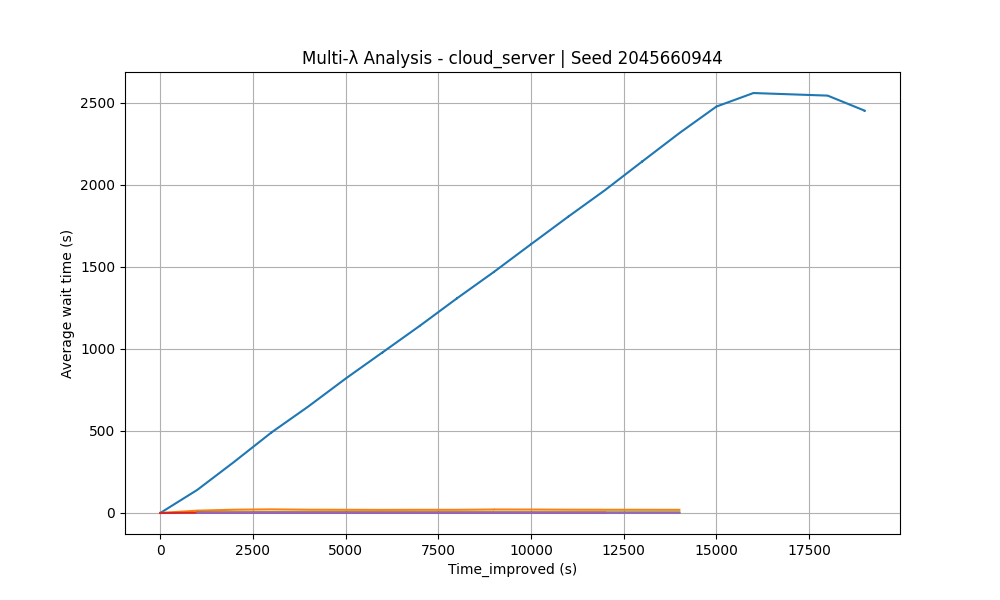 Multi-λ Analysis - cloud_server | Seed 2045660944
Average wait time (s)
2500
2000
1500
1000
500
0
0 2500 5000 7500 10000 12500 15000 17500
Time_improved (s)